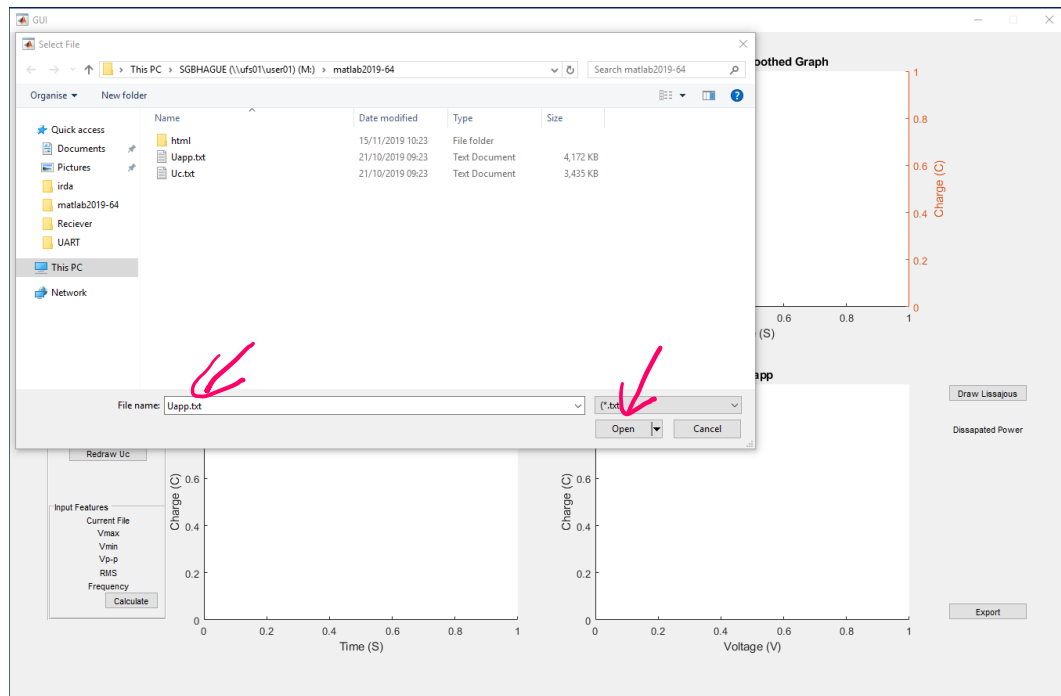 GUI
Select File
This PC > SGBHAGUE (\\ufs01\user01) (M:) > matlab2019-64
Search matlab2019-64
Organise New folder
Name Date modified Type Size
html 15/11/2019 10:23 File folder
Uapp.txt 21/10/2019 09:23 Text Document 4,172 KB
Uc.txt 21/10/2019 09:23 Text Document 3,435 KB
Quick access
Documents
Pictures
irda
matlab2019-64
Reciever
UART
This PC
Network
File name: Uapp.txt
(*.txt
Open
Cancel
oothed Graph
1
0.8
0.6
0.4
0.2
0
Charge (C)
0.6 0.8 1
(S)
app
Draw Lissajous
Dissapated Power
Redraw Uc
Input Features
Current File
Vmax
Vmin
Vp-p
RMS
Frequency
Calculate
0.6
0.4
0.2
0
Charge (C)
0 0.2 0.4 0.6 0.8 1
Time (S)
0.6
0.4
0.2
0
Charge (C)
0 0.2 0.4 0.6 0.8 1
Voltage (V)
Export